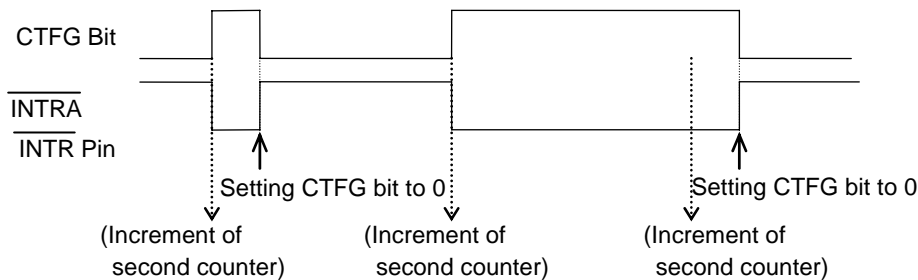 CTFG Bit
INTRA
INTR Pin
Setting CTFG bit to 0
Setting CTFG bit to 0
(Increment of
second counter)
(Increment of
second counter)
(Increment of
second counter)